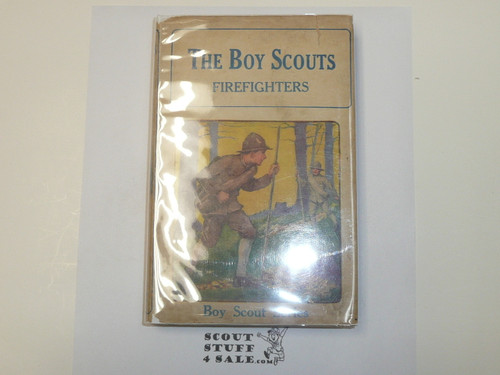 THE BOY SCOUTS
FIREFIGHTERS
Boy Scout
SCOUT
STUFF
4 SALE.COM